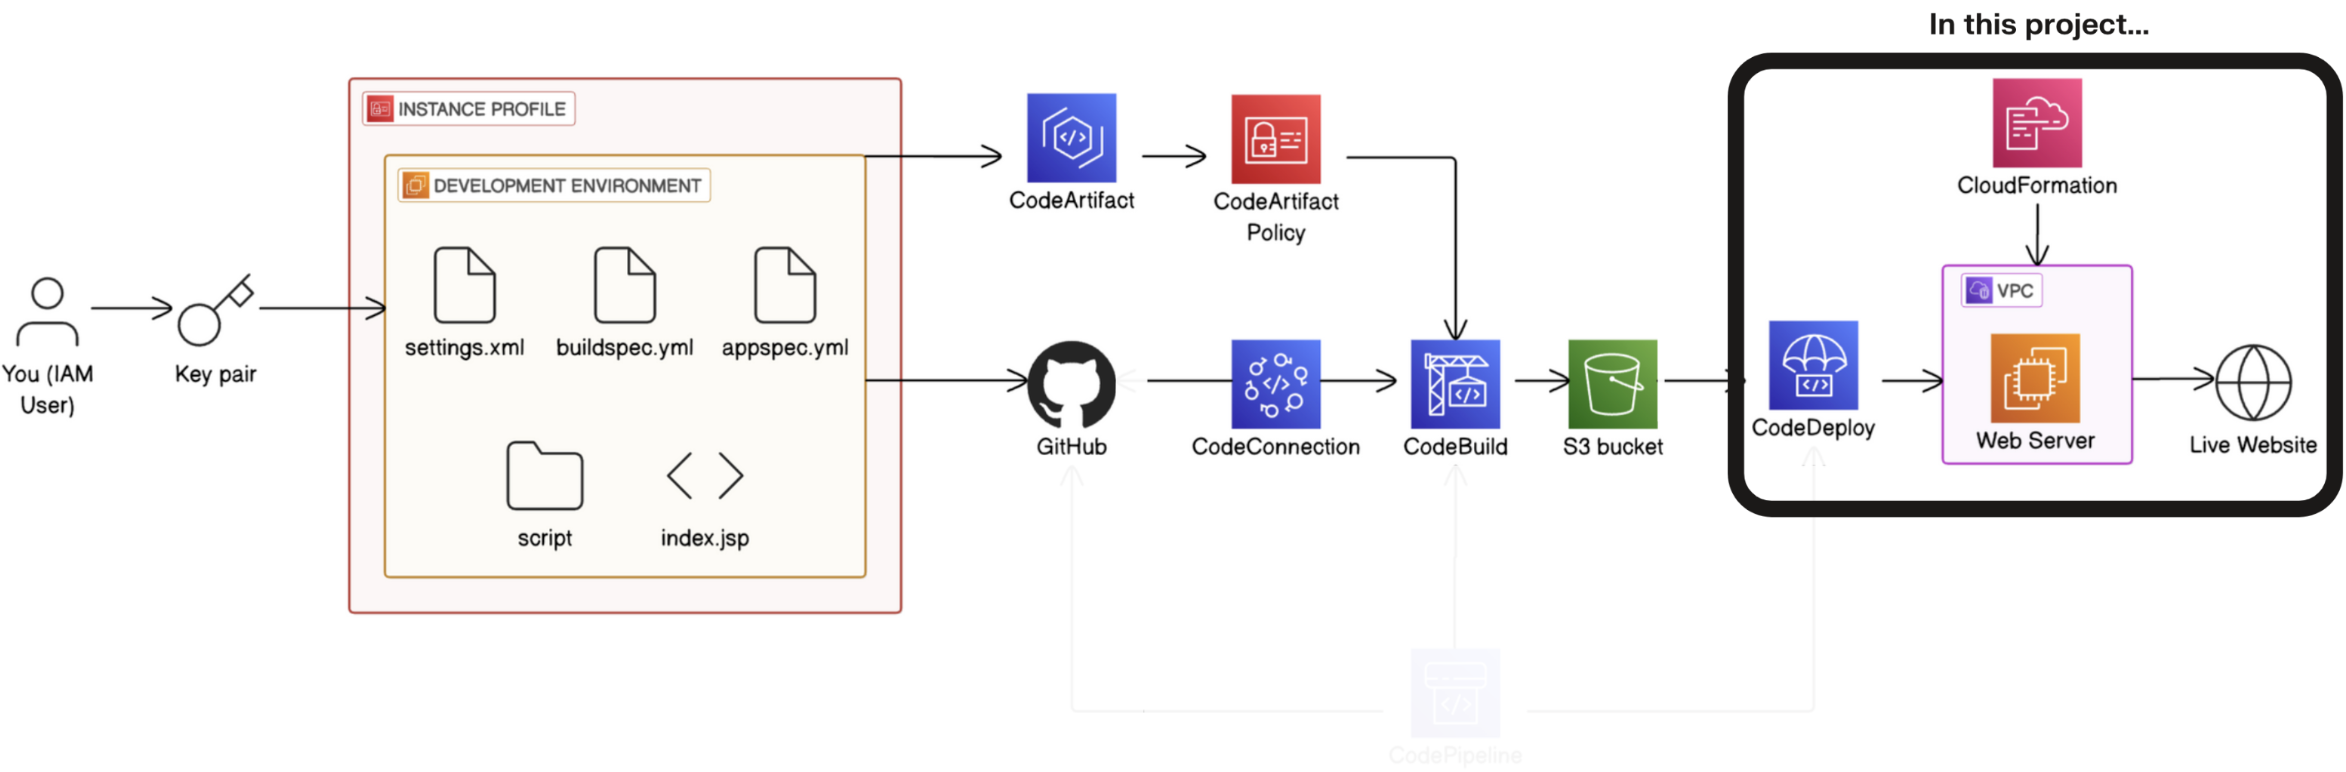 In this project...
INSTANCE PROFILE
DEVELOPMENT ENVIRONMENT
settings.xml
buildspec.yml
appspec.yml
script
index.jsp
You (IAM
User)
Key pair
CodeArtifact
CodeArtifact
Policy
GitHub
CodeConnection
CodeBuild
S3 bucket
CloudFormation
VPC
CodeDeploy
Web Server
Live Website
CodePipeline